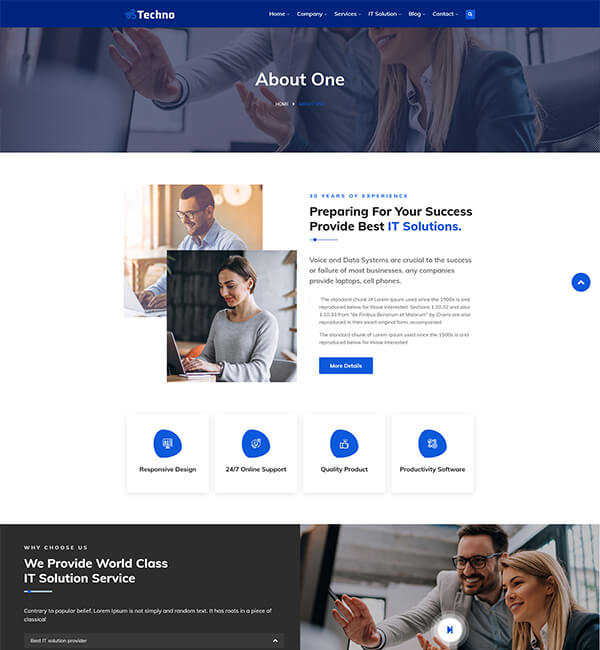 Techno
Home Company Services IT Solution Blog Contact
About One
HOME ABOUT ONE
30 YEARS OF EXPERIENCE
Preparing For Your Success
Provide Best IT Solutions.
Voice and Data Systems are crucial to the success
or failure of most businesses. any companies
provide laptops, cell phones.
The standard chunk of Lorem Ipsum used since the 1500s is and
reproduced below for those interested. Sections 1.10.32 and also
1.10.33 from "de Finibus Bonorum et Malorum" by Cicero are also
reproduced in their exact original form, accompanied
The standard chunk of Lorem Ipsum used since the 1500s is and
reproduced below for those interested
More Details
Responsive Design
24/7 Online Support
Quality Product
Productivity Software
WHY CHOOSE US
We Provide World Class
IT Solution Service
Contrary to popular belief, Lorem Ipsum is not simply and random text. It has roots in a piece of
classical
Best IT solution provider